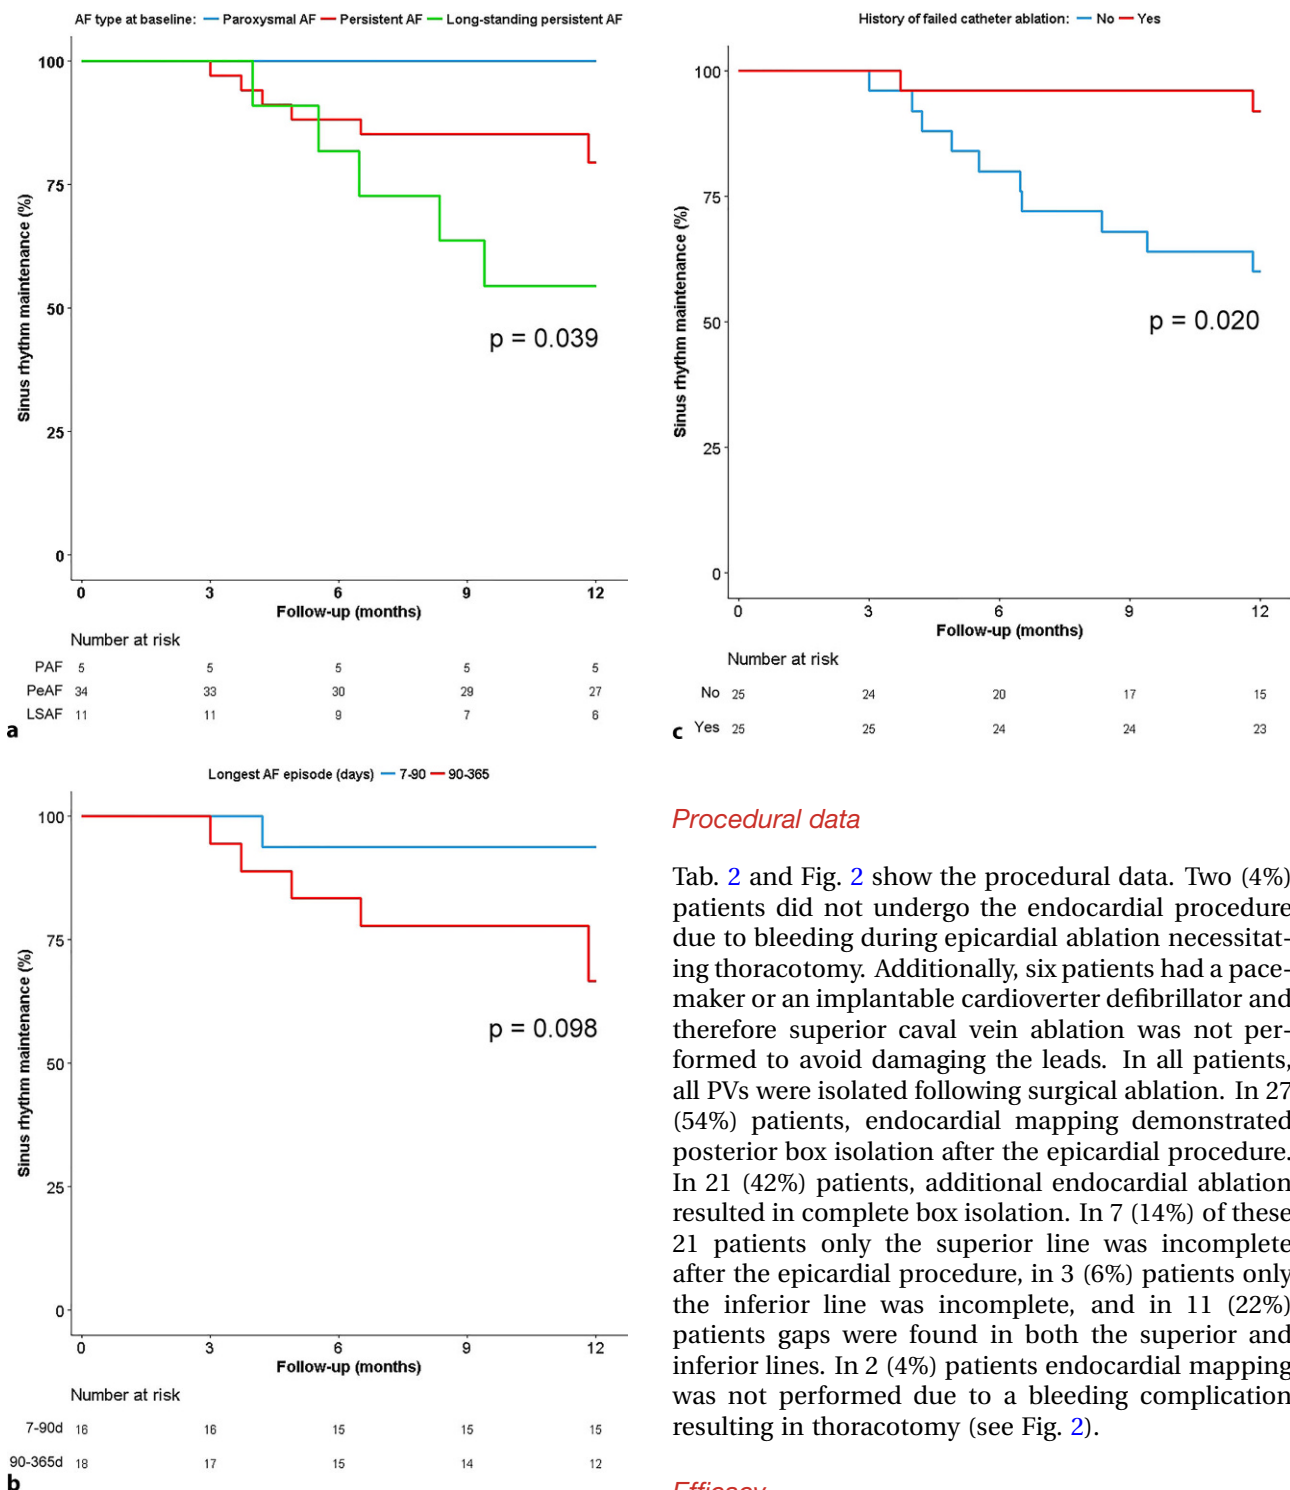 AF type at baseline: Paroxysmal AF Persistent AF Long-standing persistent AF
100
75
50
25
0
Sinus rhythm maintenance (%)
p = 0.039
0 3 6 9 12
Follow-up (months)
Number at risk
PAF 5 5 5 5 5
PeAF 34 33 30 29 27
LSAF 11 11 9 7 6
a
Longest AF episode (days) 7-90 90-365
100
75
50
25
0
Sinus rhythm maintenance (%)
p = 0.098
0 3 6 9 12
Follow-up (months)
Number at risk
7-90d 16 16 15 15 15
90-365d 18 17 15 14 12
b
History of failed catheter ablation: No Yes
100
75
50
25
0
Sinus rhythm maintenance (%)
p = 0.020
0 3 6 9 12
Follow-up (months)
Number at risk
No 25 24 20 17 15
Yes 25 25 24 24 23
c
Procedural data
Tab. 2 and Fig. 2 show the procedural data. Two (4%)
patients did not undergo the endocardial procedure
due to bleeding during epicardial ablation necessitat-
ing thoracotomy. Additionally, six patients had a pace-
maker or an implantable cardioverter defibrillator and
therefore superior caval vein ablation was not per-
formed to avoid damaging the leads. In all patients,
all PVs were isolated following surgical ablation. In 27
(54%) patients, endocardial mapping demonstrated
posterior box isolation after the epicardial procedure.
In 21 (42%) patients, additional endocardial ablation
resulted in complete box isolation. In 7 (14%) of these
21 patients only the superior line was incomplete
after the epicardial procedure, in 3 (6%) patients only
the inferior line was incomplete, and in 11 (22%)
patients gaps were found in both the superior and
inferior lines. In 2 (4%) patients endocardial mapping
was not performed due to a bleeding complication
resulting in thoracotomy (see Fig. 2).
Efficacy